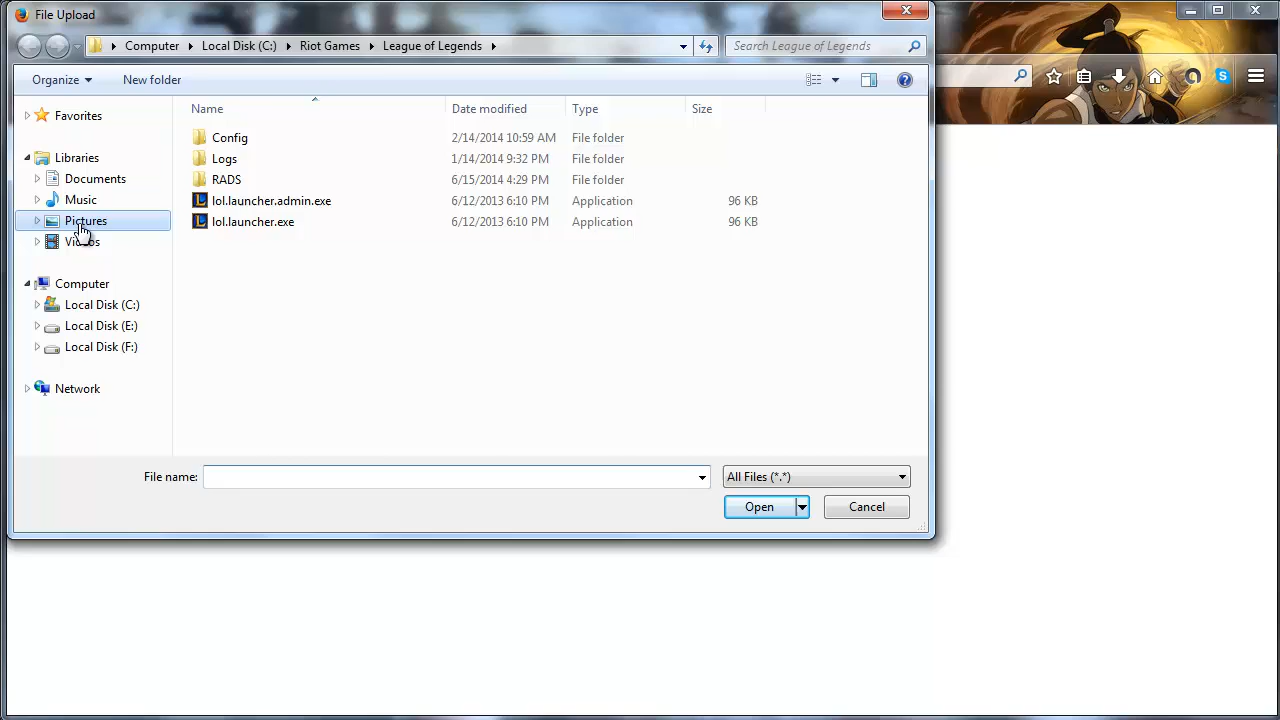 File Upload
Computer Local Disk (C:) Riot Games League of Legends
Search League of Legends
Organize New folder
Name Date modified Type Size
Favorites
Libraries
Documents
Music
Pictures
Videos
Computer
Local Disk (C:)
Local Disk (E:)
Local Disk (F:)
Network
Config 2/14/2014 10:59 AM File folder
Logs 1/14/2014 9:32 PM File folder
RADS 6/15/2014 4:29 PM File folder
lol.launcher.admin.exe 6/12/2013 6:10 PM Application 96 KB
lol.launcher.exe 6/12/2013 6:10 PM Application 96 KB
File name: All Files (*.*)
Open Cancel